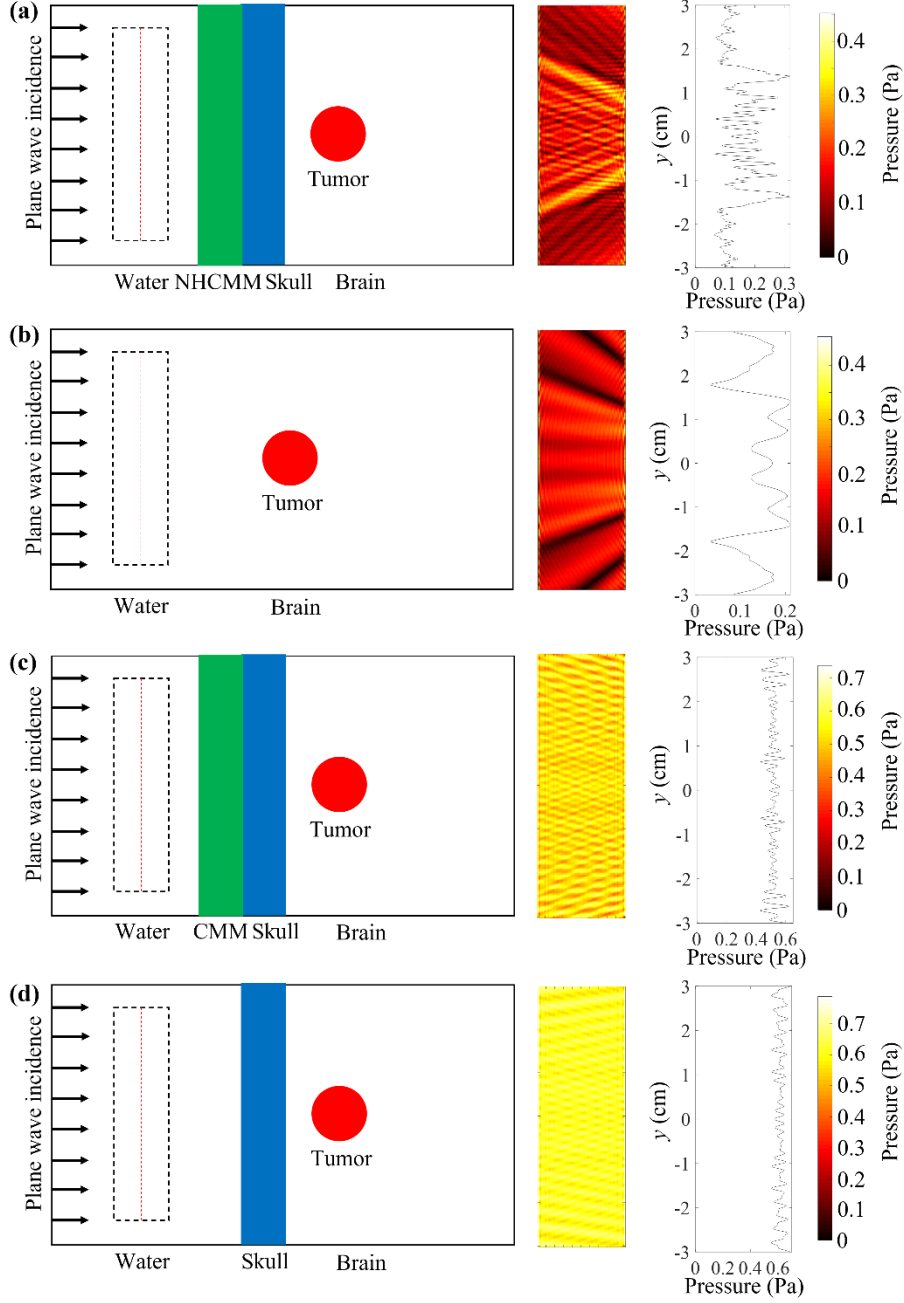 (a)
Plane wave incidence
Tumor
Water NHCMM Skull Brain
3
2
1
0
-1
-2
-3
y (cm)
0 0.1 0.2 0.3
Pressure (Pa)
0.4
0.3
0.2
0.1
0
Pressure (Pa)
(b)
Plane wave incidence
Tumor
Water Brain
3
2
1
0
-1
-2
-3
y (cm)
0.1 0.2
Pressure (Pa)
0.4
0.3
0.2
0.1
0
Pressure (Pa)
(c)
Plane wave incidence
Tumor
Water CMM Skull Brain
3
2
1
0
-1
-2
-3
y (cm)
0 0.2 0.4 0.6
Pressure (Pa)
0.7
0.6
0.5
0.4
0.3
0.2
0.1
0
Pressure (Pa)
(d)
Plane wave incidence
Tumor
Water Skull Brain
3
2
1
0
-1
-2
-3
y (cm)
0 0.2 0.4 0.6
Pressure (Pa)
0.7
0.6
0.5
0.4
0.3
0.2
0.1
0
Pressure (Pa)